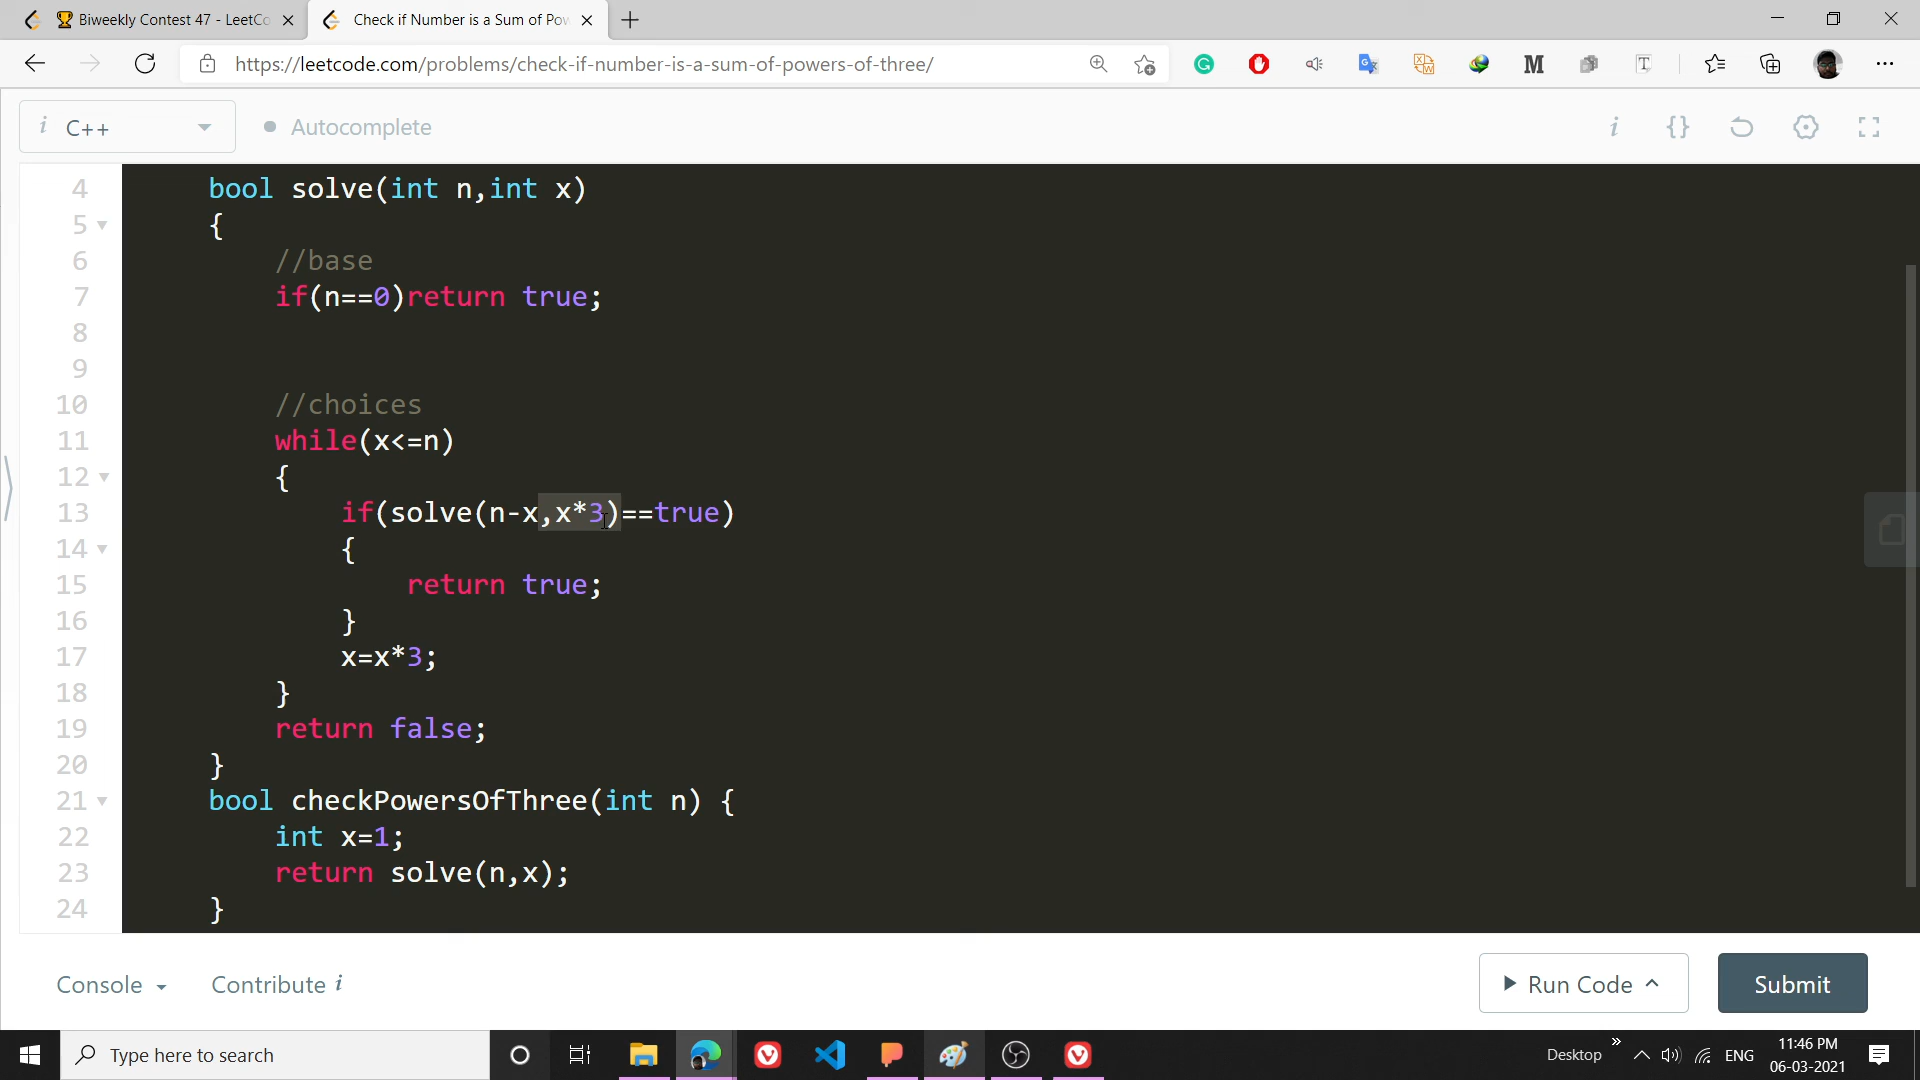 Biweekly Contest 47 - LeetCo
Check if Number is a Sum of Pow
https://leetcode.com/problems/check-if-number-is-a-sum-of-powers-of-three/
i C++
Autocomplete
i {}
4 bool solve(int n,int x)
5 {
6 //base
7 if(n==0)return true;
8
9
10 //choices
11 while(x<=n)
12 {
13 if(solve(n-x,x*3)==true)
14 {
15 return true;
16 }
17 x=x*3;
18 }
19 return false;
20 }
21 bool checkPowersOfThree(int n) {
22 int x=1;
23 return solve(n,x);
24 }
Console
Contribute i
Run Code
Submit
Type here to search
Desktop
ENG
11:46 PM
06-03-2021